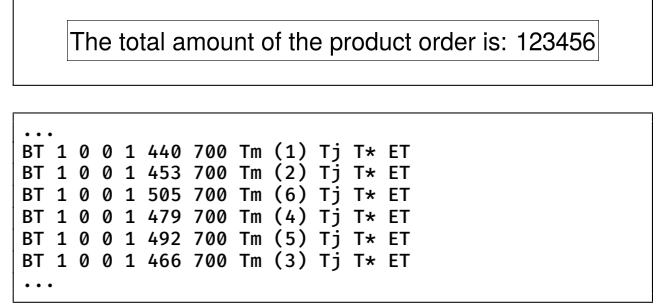 The total amount of the product order is: 123456
...
BT 1 0 0 1 440 700 Tm (1) Tj T* ET
BT 1 0 0 1 453 700 Tm (2) Tj T* ET
BT 1 0 0 1 505 700 Tm (6) Tj T* ET
BT 1 0 0 1 479 700 Tm (4) Tj T* ET
BT 1 0 0 1 492 700 Tm (5) Tj T* ET
BT 1 0 0 1 466 700 Tm (3) Tj T* ET
...